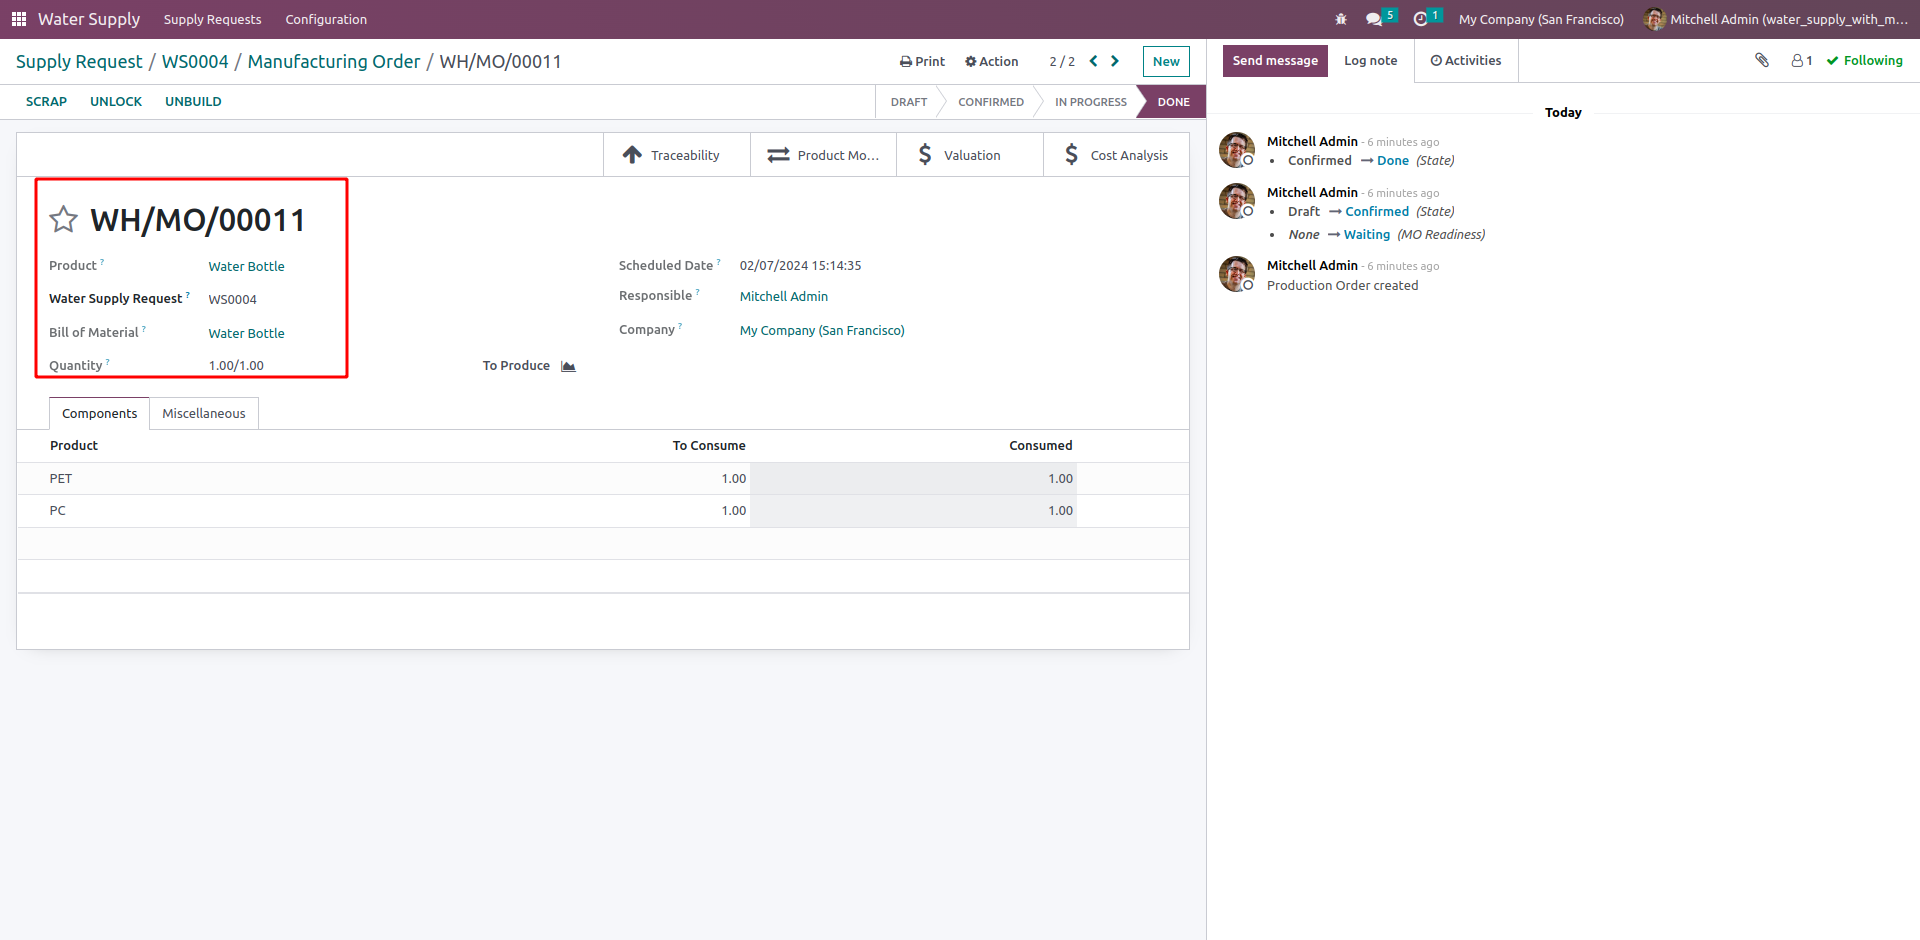 Water Supply Supply Requests Configuration 5 1 My Company (San Francisco) Mitchell Admin (water_supply_with_m...
Supply Request / WS0004 / Manufacturing Order / WH/MO/00011 Print Action 2 / 2 New
SCRAP UNLOCK UNBUILD DRAFT CONFIRMED IN PROGRESS DONE
Traceability Product Mo... Valuation Cost Analysis
WH/MO/00011
Product ? Water Bottle
Water Supply Request ? WS0004
Bill of Material ? Water Bottle
Quantity ? 1.00/1.00 To Produce
Scheduled Date ? 02/07/2024 15:14:35
Responsible ? Mitchell Admin
Company ? My Company (San Francisco)
Components Miscellaneous
Product To Consume Consumed
PET 1.00 1.00
PC 1.00 1.00
Send message Log note Activities 1 Following
Today
Mitchell Admin - 6 minutes ago
• Confirmed → Done (State)
Mitchell Admin - 6 minutes ago
• Draft → Confirmed (State)
• None → Waiting (MO Readiness)
Mitchell Admin - 6 minutes ago
Production Order created